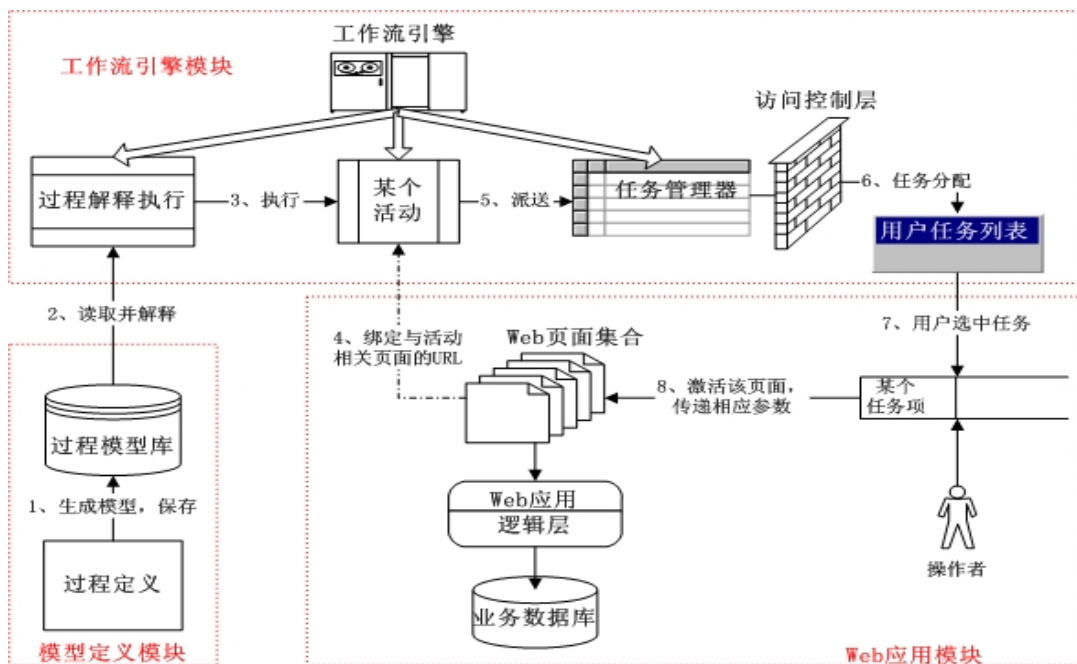 工作流引擎
工作流引擎模块
访问控制层
过程解释执行
3、执行
某个
活动
5、派送
任务管理器
6、任务分配
用户任务列表
2、读取并解释
4、绑定与活动
相关页面的URL
Web页面集合
7、用户选中任务
8、激活该页面，
传递相应参数
某个
任务项
过程模型库
1、生成模型，保存
Web应用
逻辑层
过程定义
操作者
业务数据库
模型定义模块
Web应用模块